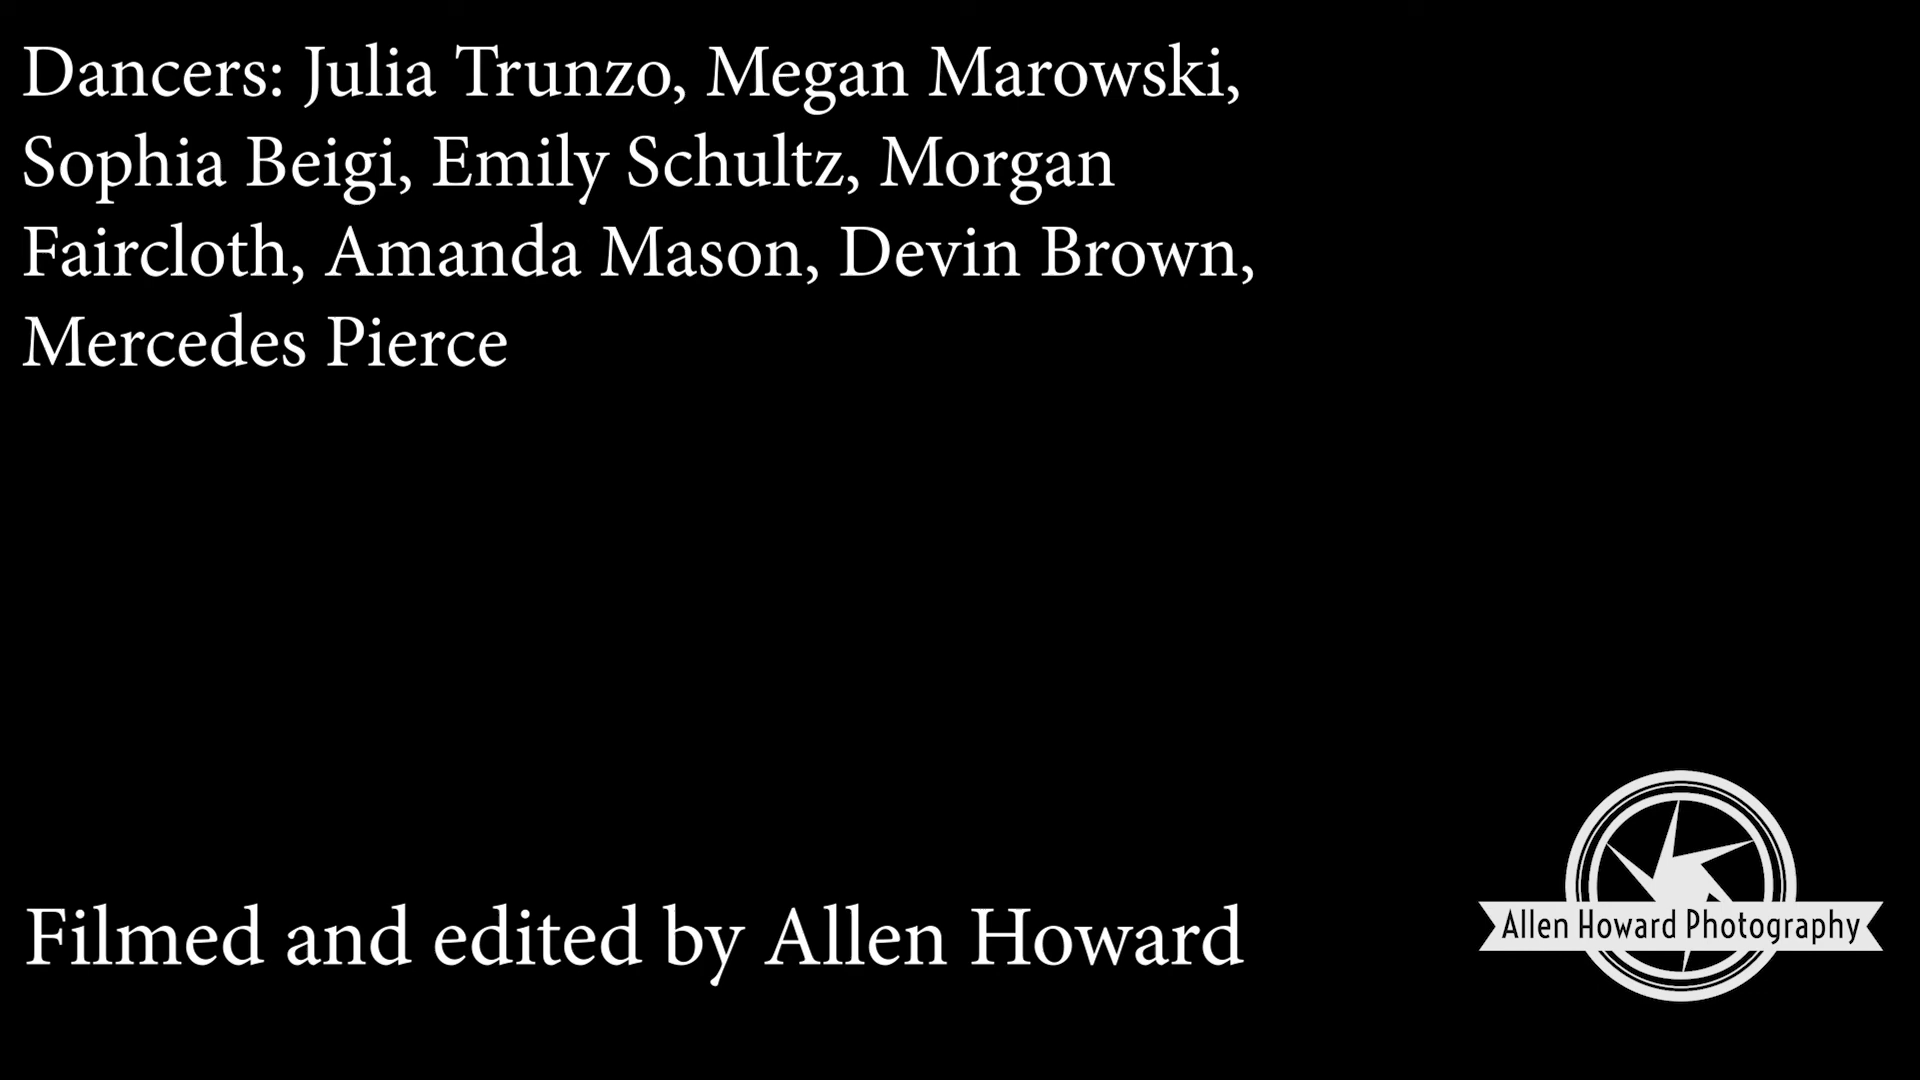 Dancers: Julia Trunzo, Megan Marowski,
Sophia Beigi, Emily Schultz, Morgan
Faircloth, Amanda Mason, Devin Brown,
Mercedes Pierce
Filmed and edited by Allen Howard
Allen Howard Photography